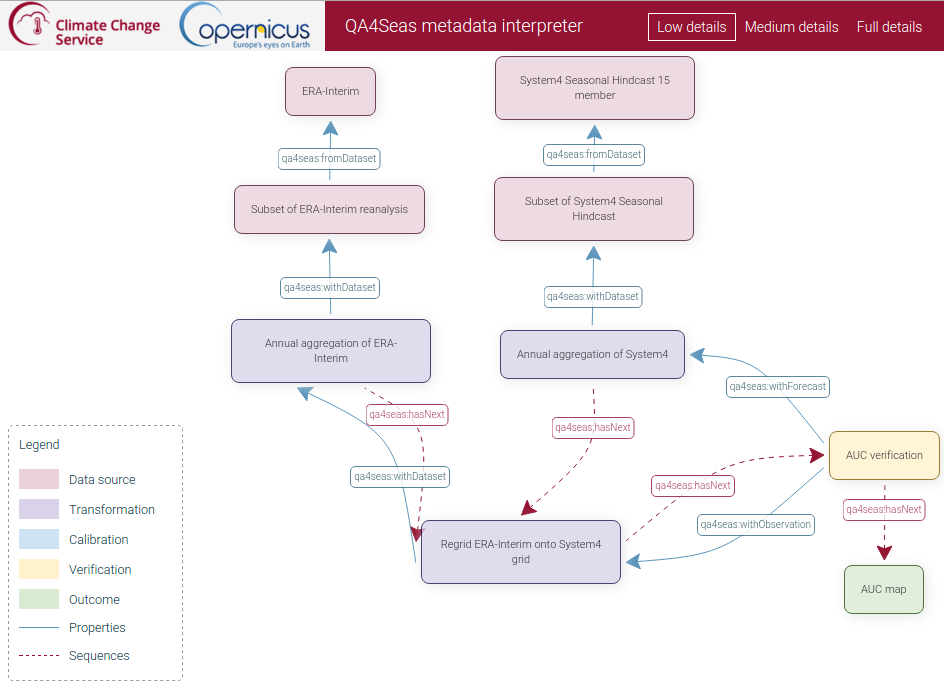 Climate Change
Service
opernicus
Europe's eyes on Earth
QA4Seas metadata interpreter
Low details
Medium details
Full details
ERA-Interim
System4 Seasonal Hindcast 15
member
qa4seas:fromDataset
qa4seas:fromDataset
Subset of ERA-Interim reanalysis
Subset of System4 Seasonal
Hindcast
qa4seas:withDataset
qa4seas:withDataset
Annual aggregation of ERA-
Interim
Annual aggregation of System4
qa4seas:withForecast
qa4seas:hasNext
qa4seas:hasNext
AUC verification
qa4seas:withDataset
qa4seas:hasNext
qa4seas:hasNext
qa4seas:withObservation
Regrid ERA-Interim onto System4
grid
AUC map
Legend
Data source
Transformation
Calibration
Verification
Outcome
Properties
Sequences